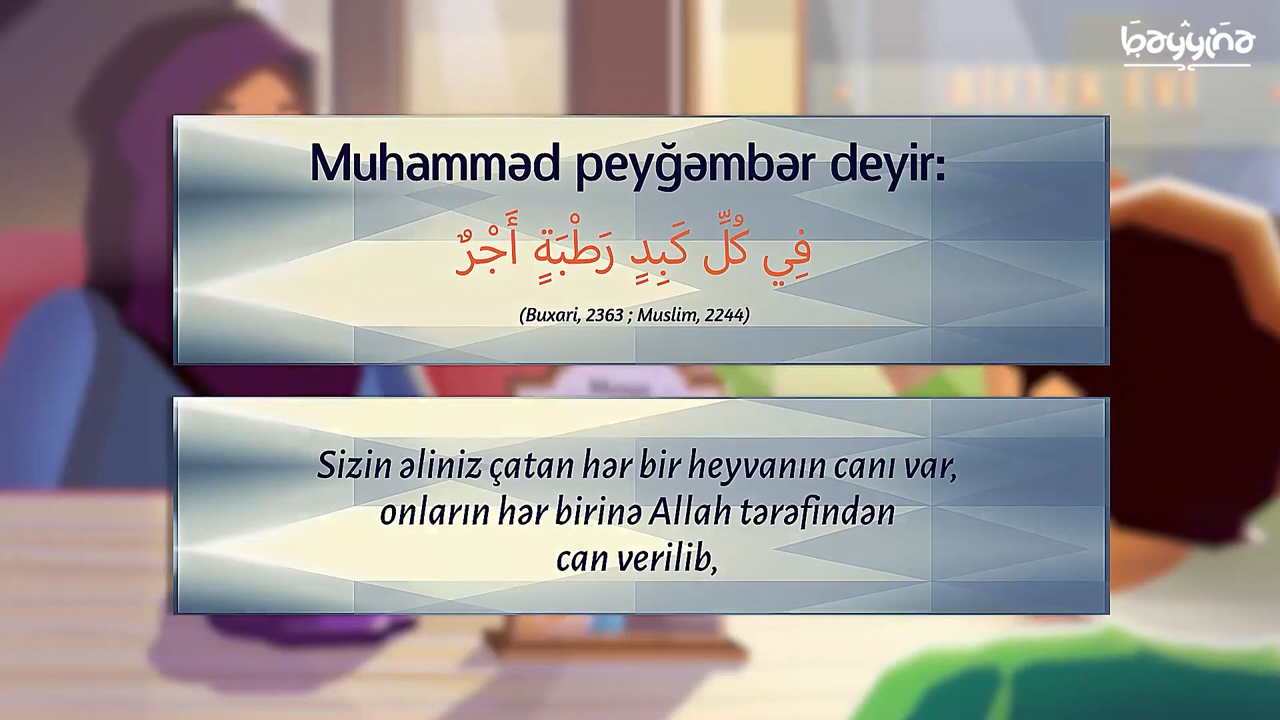 bayyina
Muhamməd peyğəmbər deyir:
فِي كُلِّ كَبِدٍ رَطْبَةٍ أَجْرٌ
(Buxari, 2363 ; Muslim, 2244)
Sizin əliniz çatan hər bir heyvanın canı var,
onların hər birinə Allah tərəfindən
can verilib,